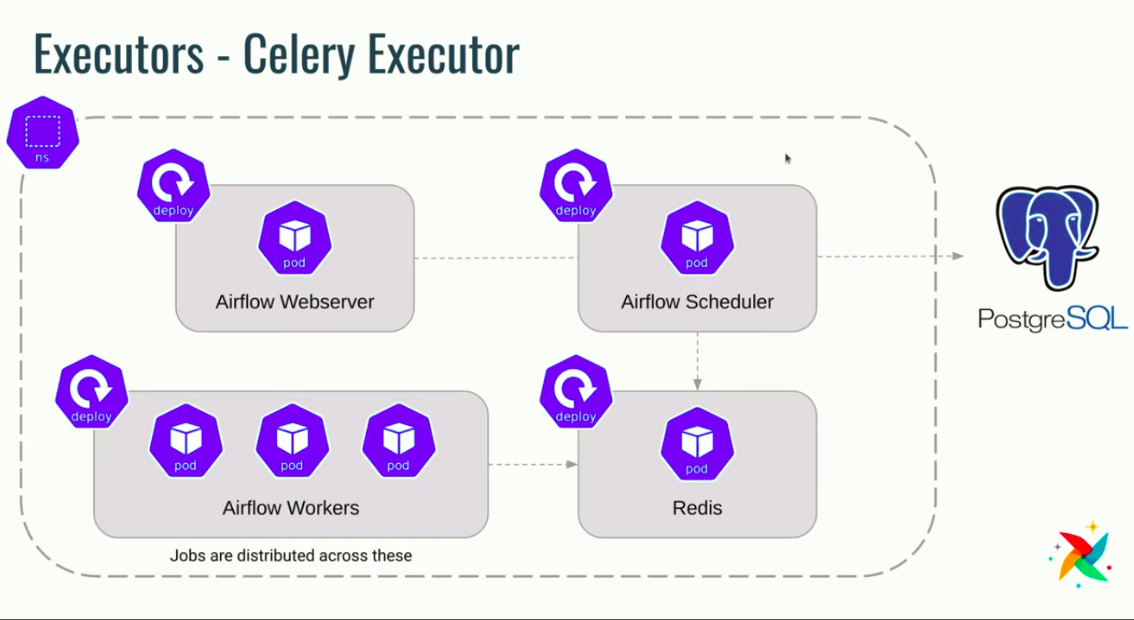 Executors - Celery Executor
ns
deploy
pod
Airflow Webserver
deploy
pod
Airflow Scheduler
PostgreSQL
deploy
pod
pod
pod
Airflow Workers
deploy
pod
Redis
Jobs are distributed across these